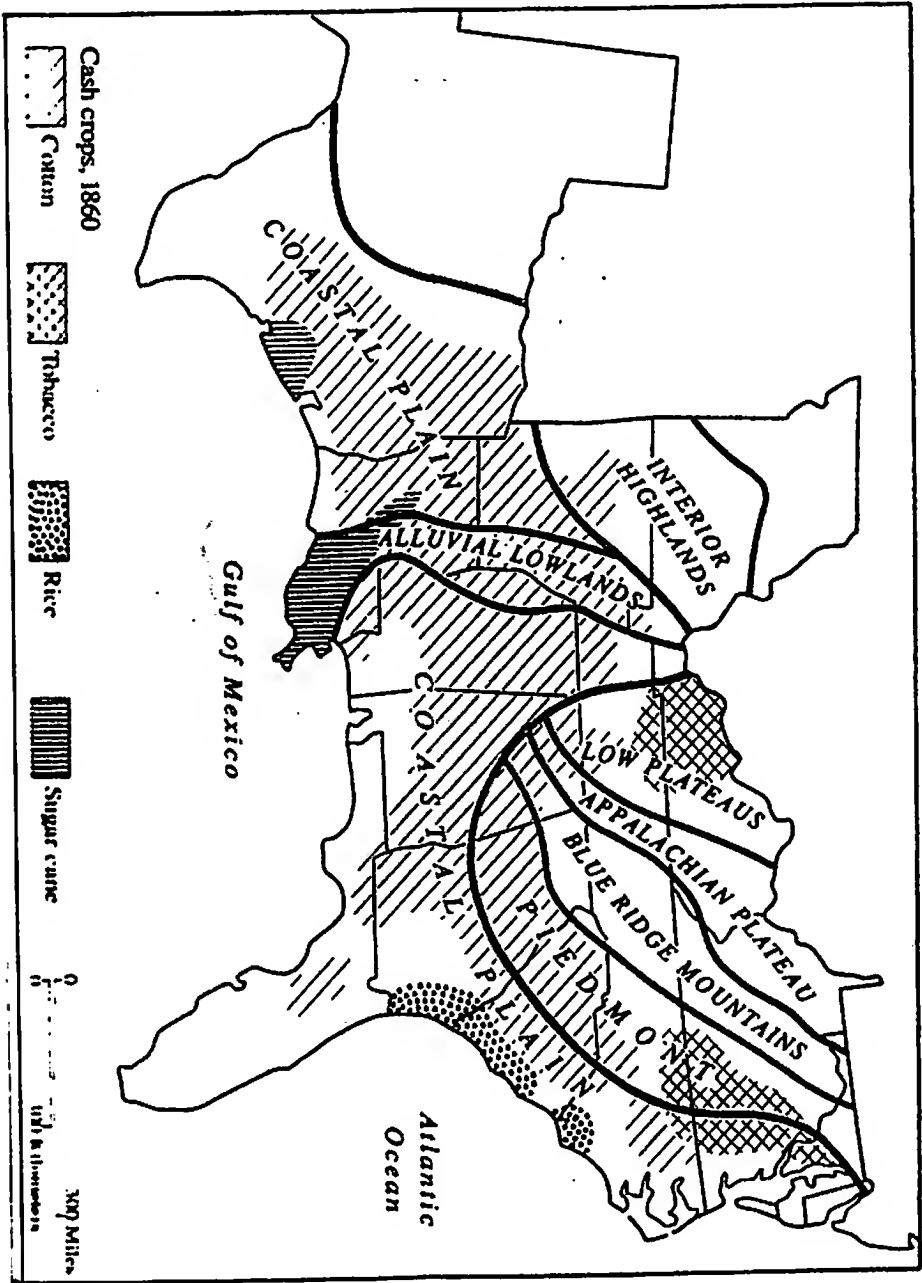 INTERIOR
HIGHLANDS
LOW PLATEAUS
APPALACHIAN PLATEAU
BLUE RIDGE MOUNTAINS
PIEDMONT
COASTAL PLAIN
ALLUVIAL LOWLANDS
COASTAL PLAIN
Atlantic
Ocean
Gulf of Mexico
Cash crops, 1860
Cotton
Tobacco
Rice
Sugar cane
0 300 Miles
0